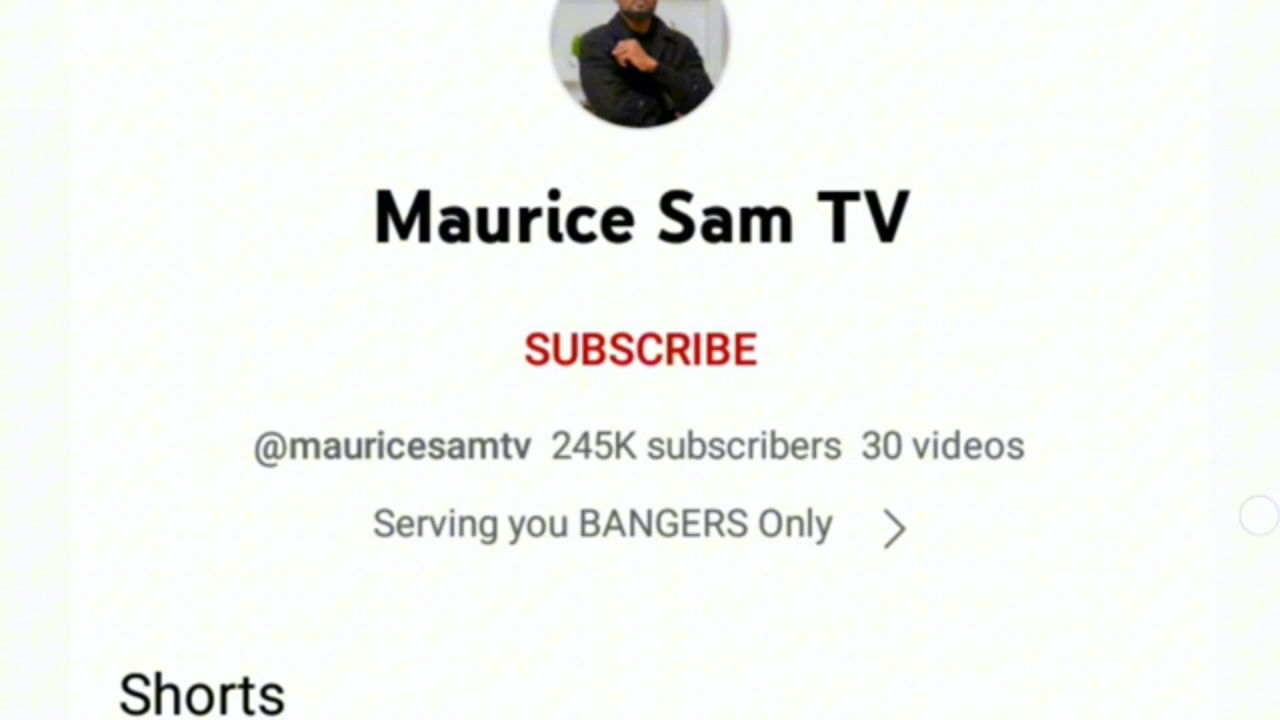 Maurice Sam TV
SUBSCRIBE
@mauricesamtv 245K subscribers 30 videos
Serving you BANGERS Only
Shorts